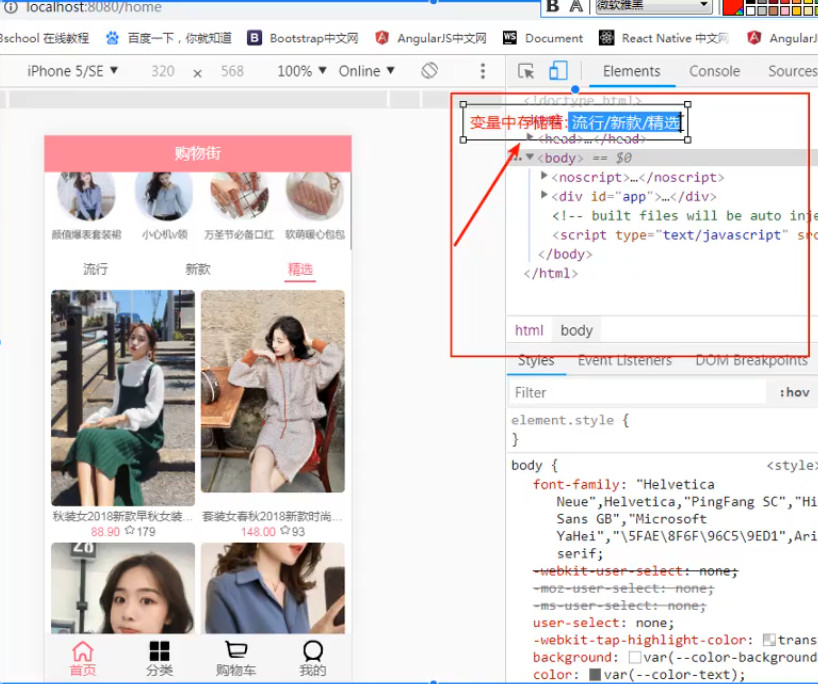 localhost:8080/home
B A 微软雅黑
3school 在线教程 百度一下，你就知道 B Bootstrap中文网 AngularJS中文网 WS Document React Native 中文网 AngularJ
iPhone 5/SE 320 x 568 100% Online
Elements Console Sources
<!doctype html>
变量中存储着: 流行/新款/精选
<head>…</head>
<body> == $0
<noscript>…</noscript>
<div id="app">…</div>
<!-- built files will be auto inje
<script type="text/javascript" src
</body>
</html>
html body
Styles Event Listeners DOM Breakpoints
Filter :hov
element.style {
}
body { <style>
font-family: "Helvetica
Neue",Helvetica,"PingFang SC","Hi
Sans GB","Microsoft
YaHei","\5FAE\8F6F\96C5\9ED1",Ari
serif;
-webkit-user-select: none;
-moz-user-select: none;
-ms-user-select: none;
user-select: none;
-webkit-tap-highlight-color: trans
background: var(--color-background
color: var(--color-text);
购物街
颜值爆表套装裙 小心机v领 万圣节必备口红 软萌暖心包包
流行 新款 精选
秋装女2018新款早秋女装... 套装女春秋2018新款时尚...
88.90 ☆179 148.00 ☆93
28
首页 分类 购物车 我的